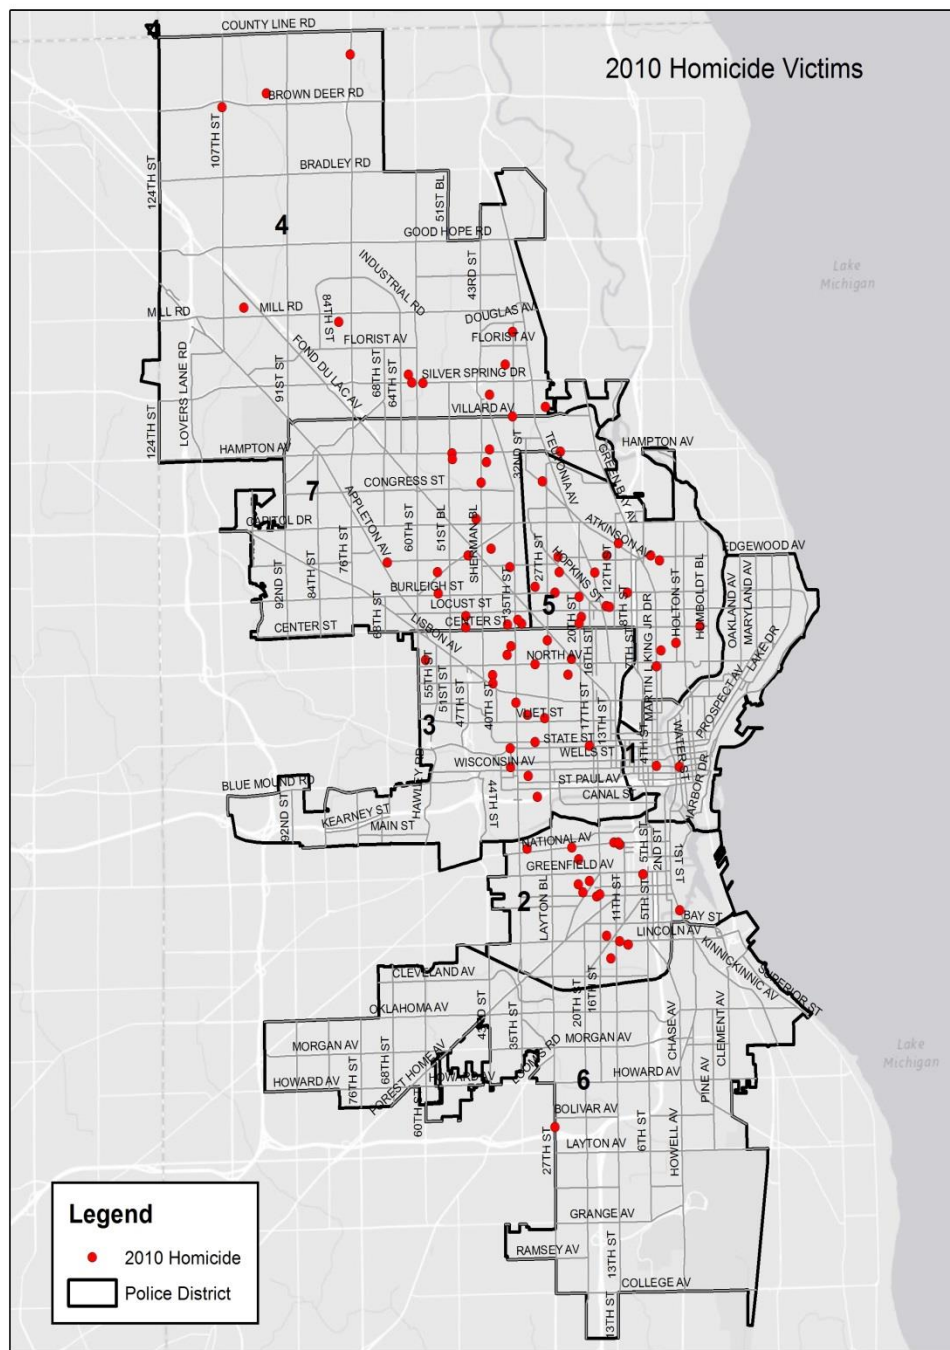 COUNTY LINE RD
2010 Homicide Victims
BROWN DEER RD
107TH ST
BRADLEY RD
124TH ST
51ST BL
4
GOOD HOPE RD
43RD ST
INDUSTRIAL RD
Lake
Michigan
MILL RD
MILL RD
84TH ST
DOUGLAS AV
FLORIST AV
FLORIST AV
FOND DU LAC AV
LOVERS LANE RD
91ST ST
68TH ST
64TH ST
SILVER SPRING DR
VILLARD AV
124TH ST
HAMPTON AV
32ND ST
TEUTONIA AV
GREEN BAY AV
HAMPTON AV
7
CONGRESS ST
APPLETON AV
CAPITOL DR
76TH ST
60TH ST
51ST BL
SHERMAN BL
ATKINSON AV
EDGEWOOD AV
92ND ST
84TH ST
BURLEIGH ST
35TH ST
27TH ST
HOPKINS ST
12TH ST
HOLTON ST
HUMBOLDT BL
OAKLAND AV
MARYLAND AV
LOCUST ST
5
8TH ST
CENTER ST
68TH ST
LISBON AV
CENTER ST
20TH ST
16TH ST
7TH ST
MARTIN L KING JR DR
LAKE DR
55TH ST
51ST ST
47TH ST
40TH ST
NORTH AV
PROSPECT AV
3
VLIET ST
17TH ST
13TH ST
STATE ST
WELLS ST
1
4TH ST
WATER ST
WISCONSIN AV
HAWLEY RD
ST PAUL AV
HARBOR DR
BLUE MOUND RD
92ND ST
KEARNEY ST
MAIN ST
44TH ST
CANAL ST
NATIONAL AV
5TH ST
2ND ST
1ST ST
GREENFIELD AV
2
LAYTON BL
11TH ST
5TH ST
BAY ST
LINCOLN AV
KINNICKINNIC AV
SUPERIOR ST
CLEVELAND AV
20TH ST
16TH ST
OKLAHOMA AV
43RD ST
35TH ST
CHASE AV
CLEMENT AV
MORGAN AV
LOOMIS RD
MORGAN AV
Lake
Michigan
76TH ST
68TH ST
FOREST HOME AV
HOWARD AV
HOWARD AV
6
HOWARD AV
PINE AV
60TH ST
BOLIVAR AV
27TH ST
LAYTON AV
6TH ST
HOWELL AV
GRANGE AV
RAMSEY AV
13TH ST
COLLEGE AV
13TH ST
Legend
2010 Homicide
Police District